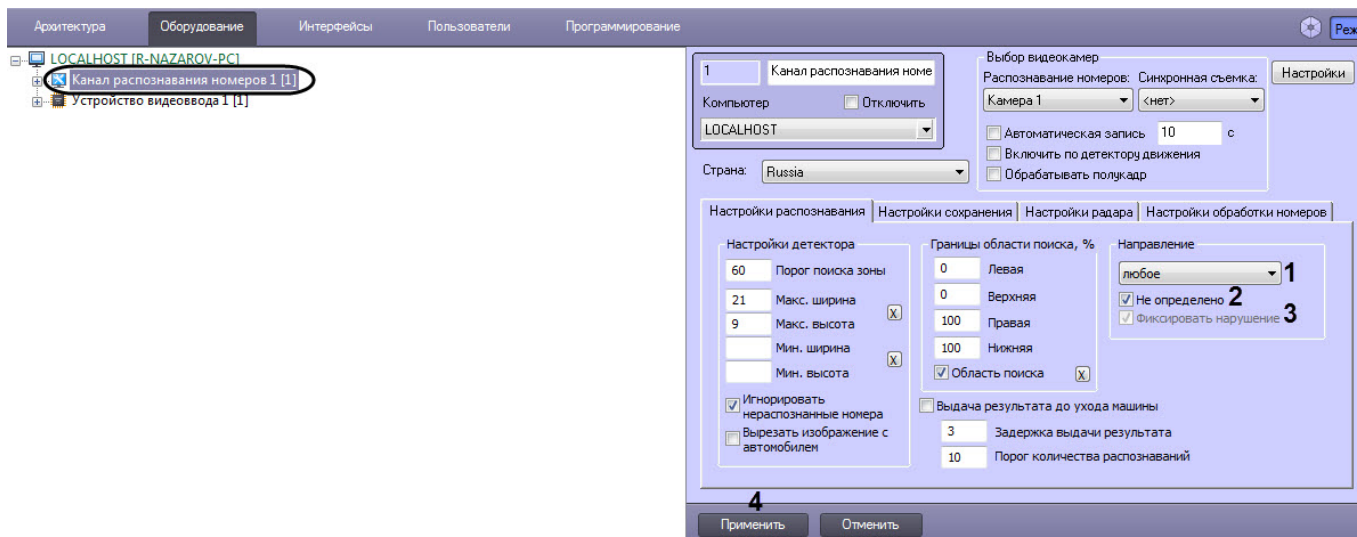 Архитектура Оборудование Интерфейсы Пользователи Программирование Реж
LOCALHOST [R-NAZAROV-PC]
Канал распознавания номеров 1 [1]
Устройство видеоввода 1 [1]
1 Канал распознавания номе
Компьютер Отключить
LOCALHOST
Страна: Russia
Выбор видеокамер
Распознавание номеров: Синхронная съемка: Настройки
Камера 1 <нет>
Автоматическая запись 10 с
Включить по детектору движения
Обрабатывать полукадр
Настройки распознавания Настройки сохранения Настройки радара Настройки обработки номеров
Настройки детектора
60 Порог поиска зоны
21 Макс. ширина
X
9 Макс. высота
Мин. ширина
X
Мин. высота
Игнорировать
нераспознанные номера
Вырезать изображение с
автомобилем
Границы области поиска, %
0 Левая
0 Верхняя
100 Правая
100 Нижняя
Область поиска X
Направление
любое 1
Не определено 2
Фиксировать нарушение 3
Выдача результата до ухода машины
3 Задержка выдачи результата
10 Порог количества распознаваний
4
Применить Отменить